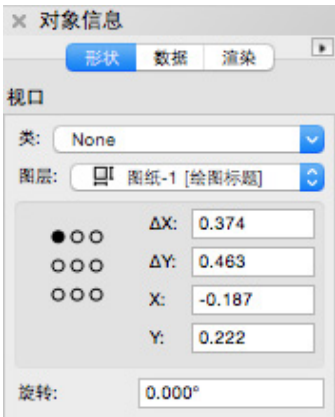 对象信息
形状 数据 渲染
视口
类: None
图层: 图纸-1 [绘图标题]
ΔX: 0.374
ΔY: 0.463
X: -0.187
Y: 0.222
旋转: 0.000°